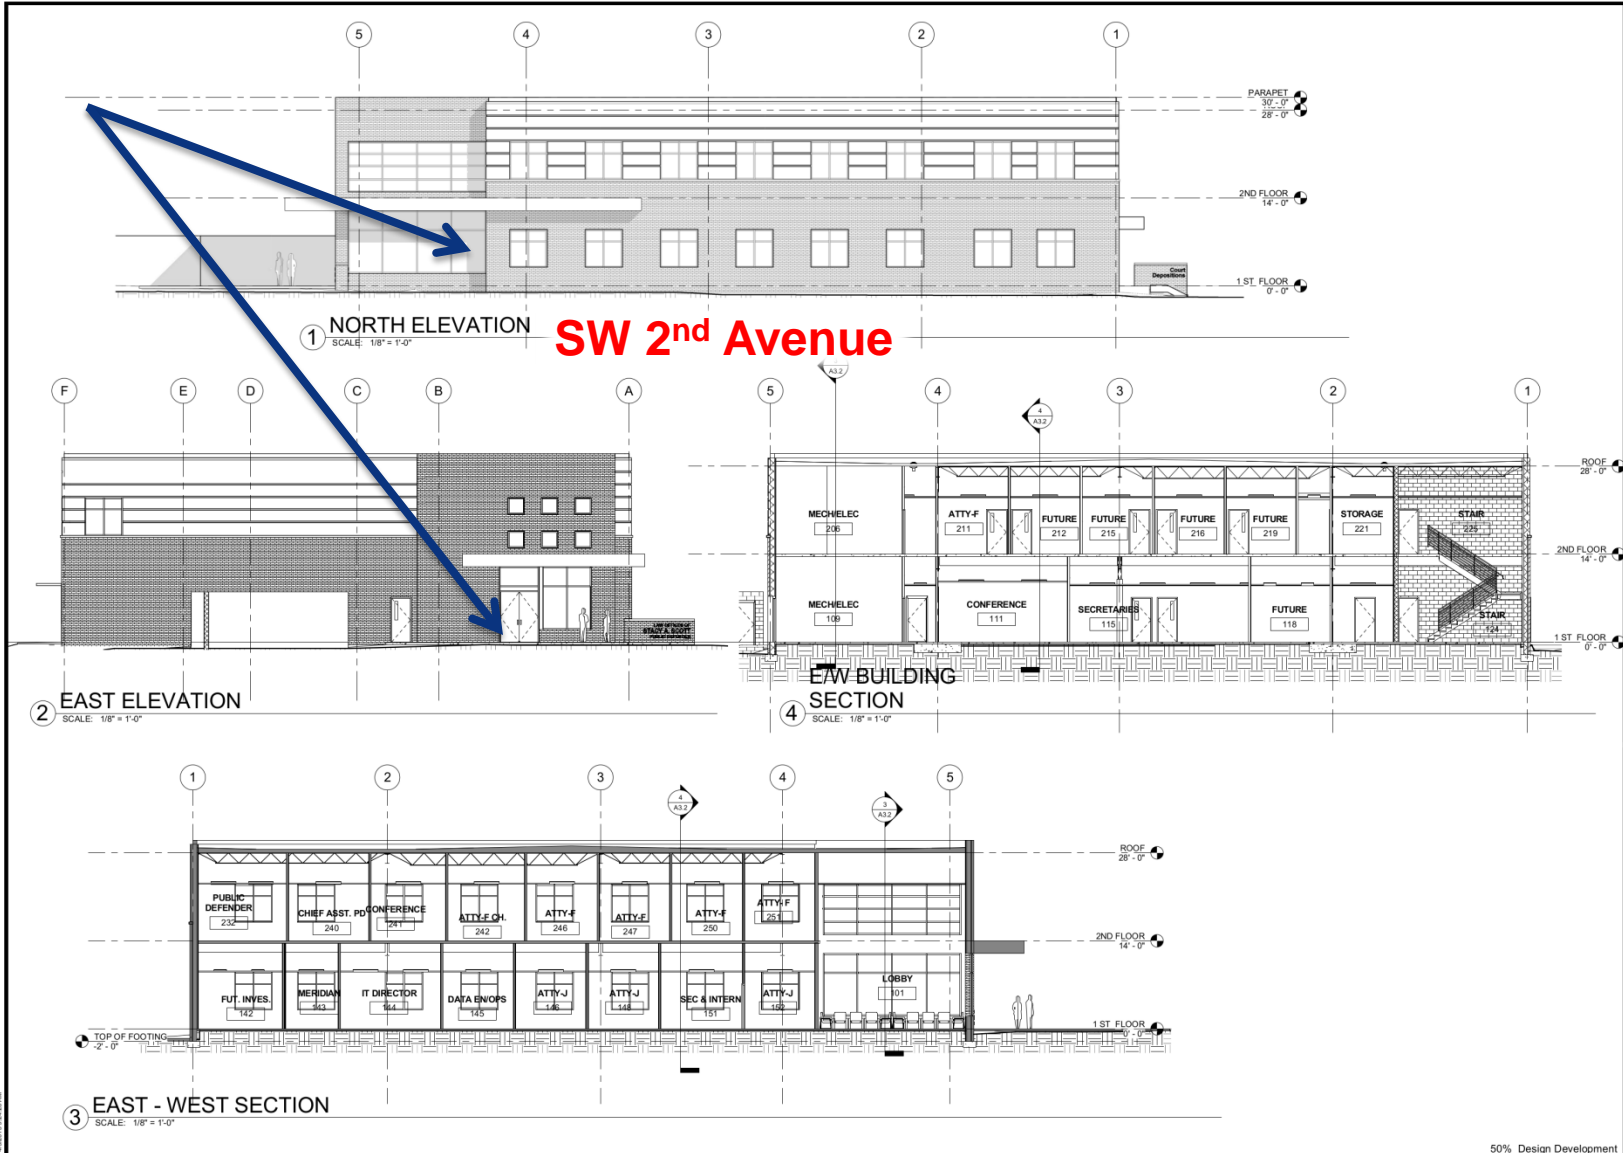 5 4 3 2 1
PARAPET
30' - 0"
28' - 0"
2ND FLOOR
14' - 0"
Court
Depositions
1 ST FLOOR
0' - 0"
1 NORTH ELEVATION
SCALE: 1/8" = 1'-0"
SW 2nd Avenue
F E D C B A
STACY A. SCOTT
2 EAST ELEVATION
SCALE: 1/8" = 1'-0"
A3.2
5 4 3 2 1
4
A3.2
ROOF
28' - 0"
MECH/ELEC
206
ATTY-F
211
FUTURE
212
FUTURE
215
FUTURE
216
FUTURE
219
STORAGE
221
STAIR
225
2ND FLOOR
14' - 0"
MECH/ELEC
109
CONFERENCE
111
SECRETARIES
115
FUTURE
118
STAIR
124
1 ST FLOOR
0' - 0"
4 E/W BUILDING
SECTION
SCALE: 1/8" = 1'-0"
1 2 3 4 5
4
A3.2
3
A3.2
ROOF
28' - 0"
PUBLIC
DEFENDER
232
CHIEF ASST. PD
240
CONFERENCE
241
ATTY-F CH.
242
ATTY-F
246
ATTY-F
247
ATTY-F
250
ATTY-F
251
2ND FLOOR
14' - 0"
FUT. INVES.
142
MERIDIAN
143
IT DIRECTOR
144
DATA EN/OPS
145
ATTY-J
146
ATTY-J
148
SEC & INTERN
151
ATTY-J
152
LOBBY
101
1 ST FLOOR
0' - 0"
TOP OF FOOTING
-2' - 0"
3 EAST - WEST SECTION
SCALE: 1/8" = 1'-0"
50% Design Development